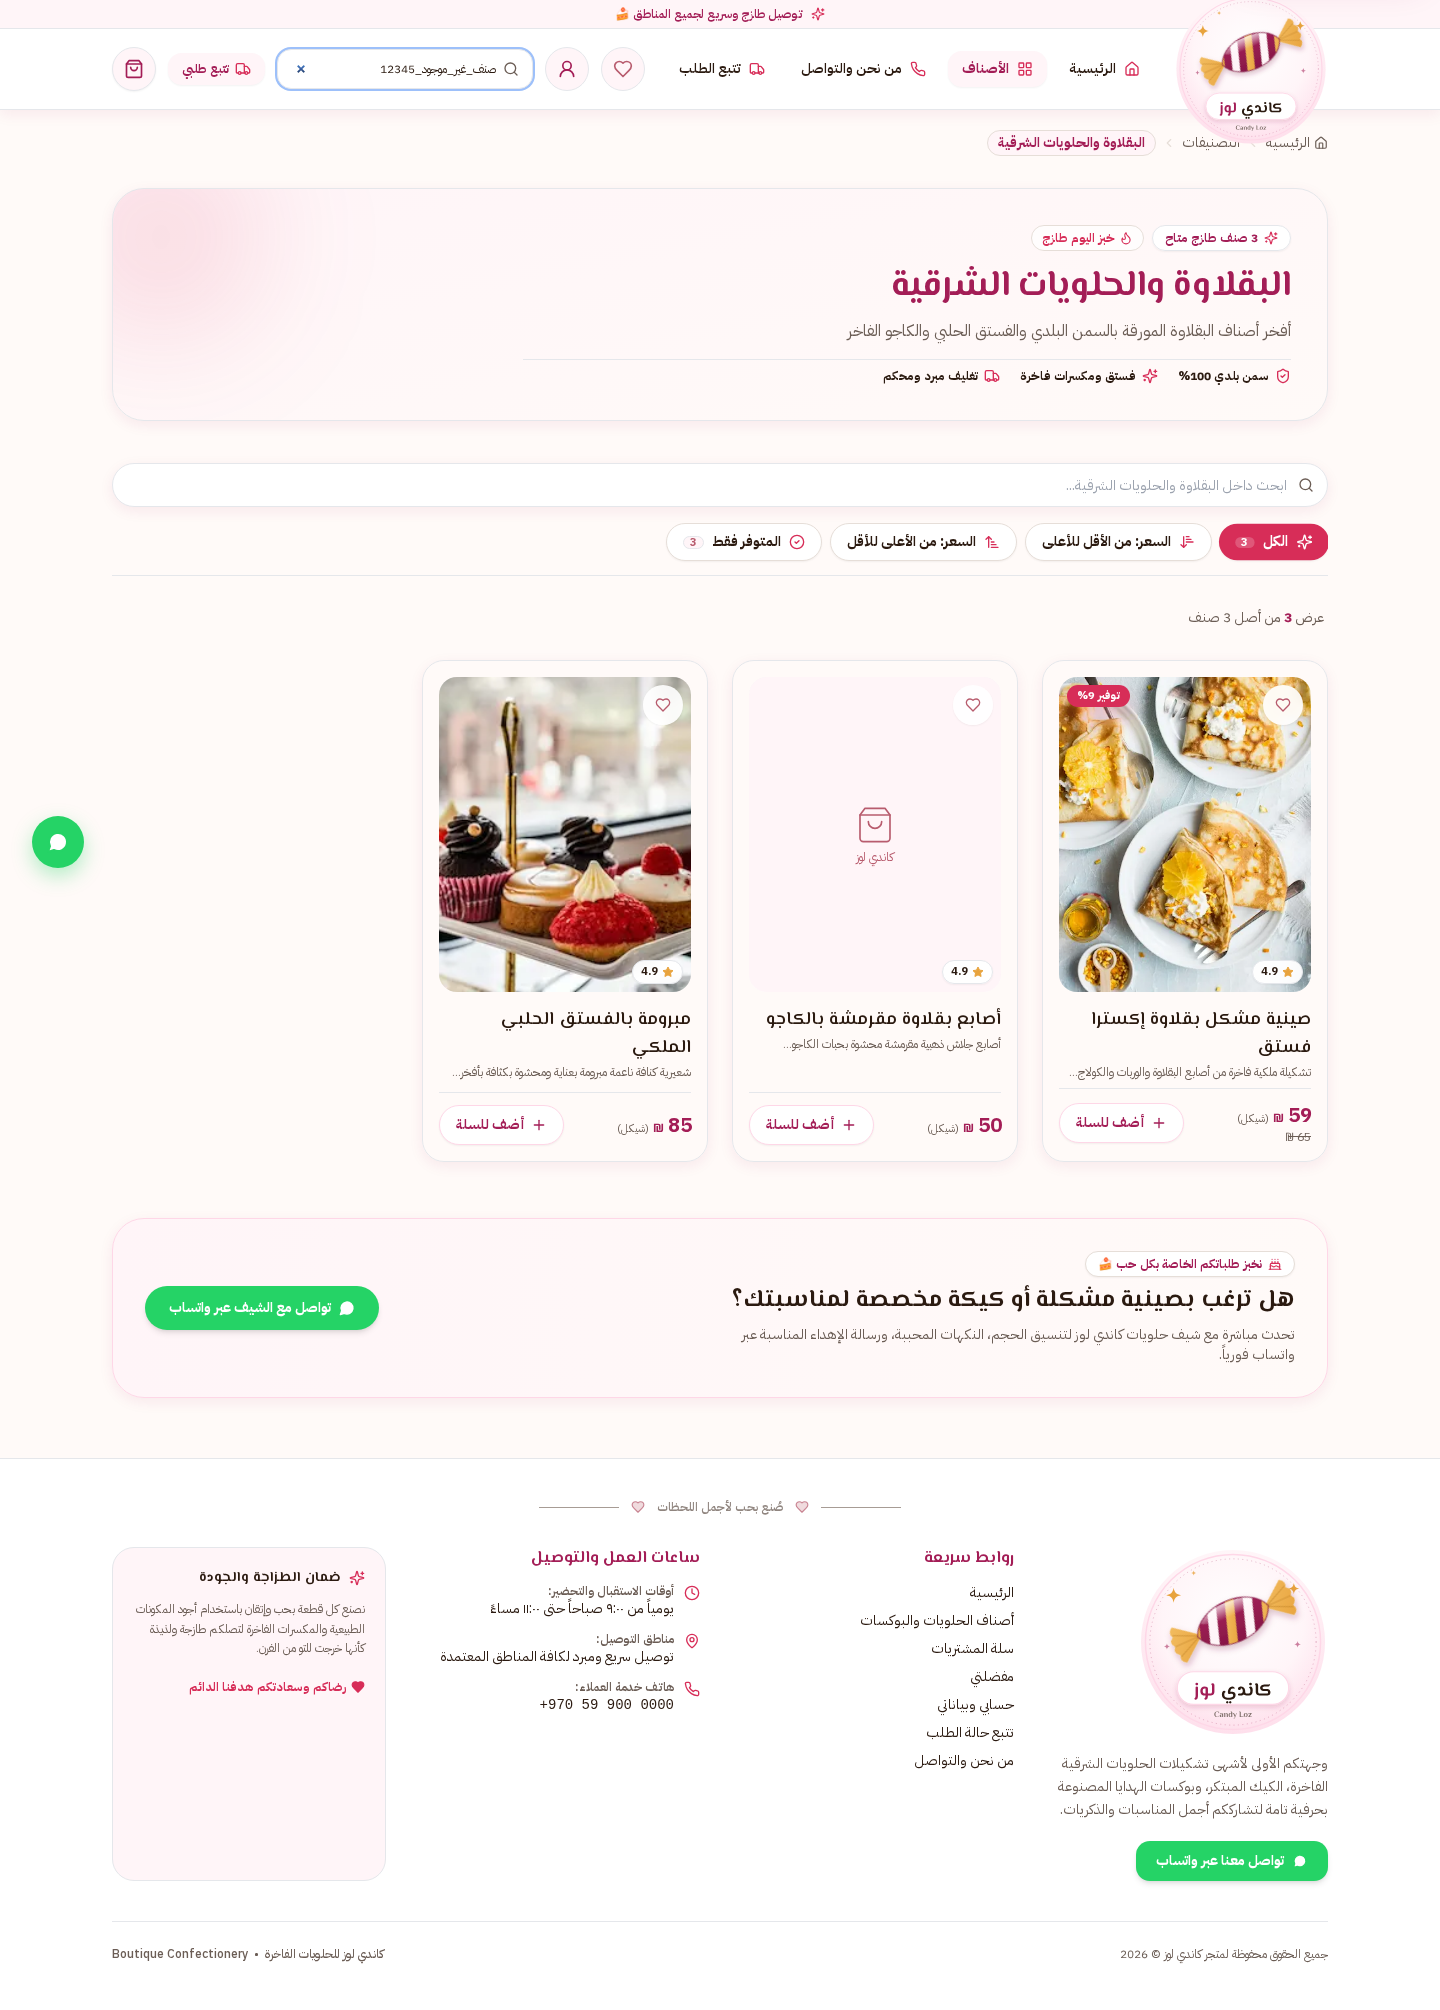 توصيل طازج وسريع لجميع المناطق 🍰
كاندي لوز
Candy Loz
الرئيسية
الأصناف
من نحن والتواصل
تتبع الطلب
صنف_غير_موجود_12345
تتبع طلبي
الرئيسية
التصنيفات
البقلاوة والحلويات الشرقية
3 صنف طازج متاح
خبز اليوم طازج
البقلاوة والحلويات الشرقية
أفخر أصناف البقلاوة المورقة بالسمن البلدي والفستق الحلبي والكاجو الفاخر
سمن بلدي 100%
فستق ومكسرات فاخرة
تغليف مبرد ومحكم
ابحث داخل البقلاوة والحلويات الشرقية...
الكل 3
السعر: من الأقل للأعلى
السعر: من الأعلى للأقل
المتوفر فقط 3
عرض 3 من أصل 3 صنف
توفير 9%
4.9
صينية مشكل بقلاوة إكسترا
فستق
تشكيلة ملكية فاخرة من أصابع البقلاوة والوربات والكولاج...
59 ₪ (شيكل)
65 ₪
أضف للسلة
كاندي لوز
4.9
أصابع بقلاوة مقرمشة بالكاجو
أصابع جلاش ذهبية مقرمشة محشوة بحبات الكاجو...
50 ₪ (شيكل)
أضف للسلة
4.9
مبرومة بالفستق الحلبي
الملكي
شعيرية كنافة ناعمة مبرومة بعناية ومحشوة بكثافة بأفخر...
85 ₪ (شيكل)
أضف للسلة
نخبز طلباتكم الخاصة بكل حب 🍰
هل ترغب بصينية مشكلة أو كيكة مخصصة لمناسبتك؟
تحدث مباشرة مع شيف حلويات كاندي لوز لتنسيق الحجم، النكهات المحببة، ورسالة الإهداء المناسبة عبر
واتساب فورياً.
تواصل مع الشيف عبر واتساب
صُنع بحب لأجمل اللحظات
كاندي لوز
Candy Loz
وجهتكم الأولى لأشهى تشكيلات الحلويات الشرقية
الفاخرة، الكيك المبتكر، وبوكسات الهدايا المصنوعة
بحرفية تامة لتشارككم أجمل المناسبات والذكريات.
تواصل معنا عبر واتساب
روابط سريعة
الرئيسية
أصناف الحلويات والبوكسات
سلة المشتريات
مفضلتي
حسابي وبياناتي
تتبع حالة الطلب
من نحن والتواصل
ساعات العمل والتوصيل
أوقات الاستقبال والتحضير:
يومياً من ٩:٠٠ صباحاً حتى ١١:٠٠ مساءً
مناطق التوصيل:
توصيل سريع ومبرد لكافة المناطق المعتمدة
هاتف خدمة العملاء:
+970 59 900 0000
ضمان الطزاجة والجودة
نصنع كل قطعة بحب وإتقان باستخدام أجود المكونات
الطبيعية والمكسرات الفاخرة لتصلكم طازجة ولذيذة
كأنها خرجت للتو من الفرن.
رضاكم وسعادتكم هدفنا الدائم
جميع الحقوق محفوظة لمتجر كاندي لوز © 2026
كاندي لوز للحلويات الفاخرة • Boutique Confectionery